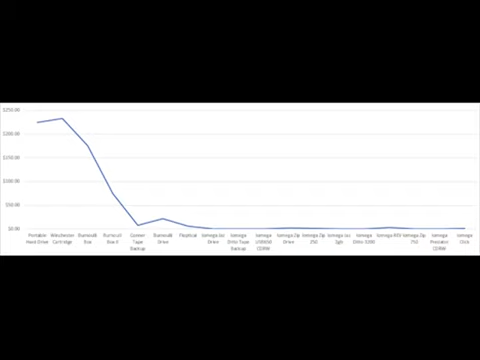 $250.00
$200.00
$150.00
$100.00
$50.00
$0.00
Portable Hard Drive
Winchester Cartridge
Bernoulli Box
Bernoulli Box II
Conner Tape Backup
Bernoulli Drive
Floptical
Iomega Jaz Drive
Iomega Ditto Tape Backup
Iomega CDRW
Iomega Zip Drive
Iomega Zip 250
Iomega Jaz 2gb
Iomega Ditto
Iomega REV
Iomega Zip 750
Iomega Predator CDRW
Iomega Click